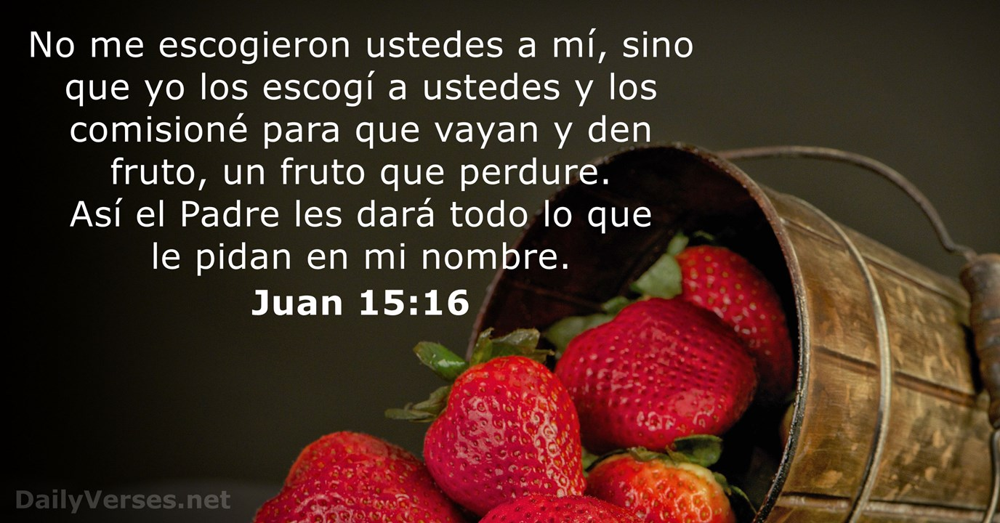 No me escogieron ustedes a mí, sino
que yo los escogí a ustedes y los
comisioné para que vayan y den
fruto, un fruto que perdure.
Así el Padre les dará todo lo que
le pidan en mi nombre.
Juan 15:16
DailyVerses.net